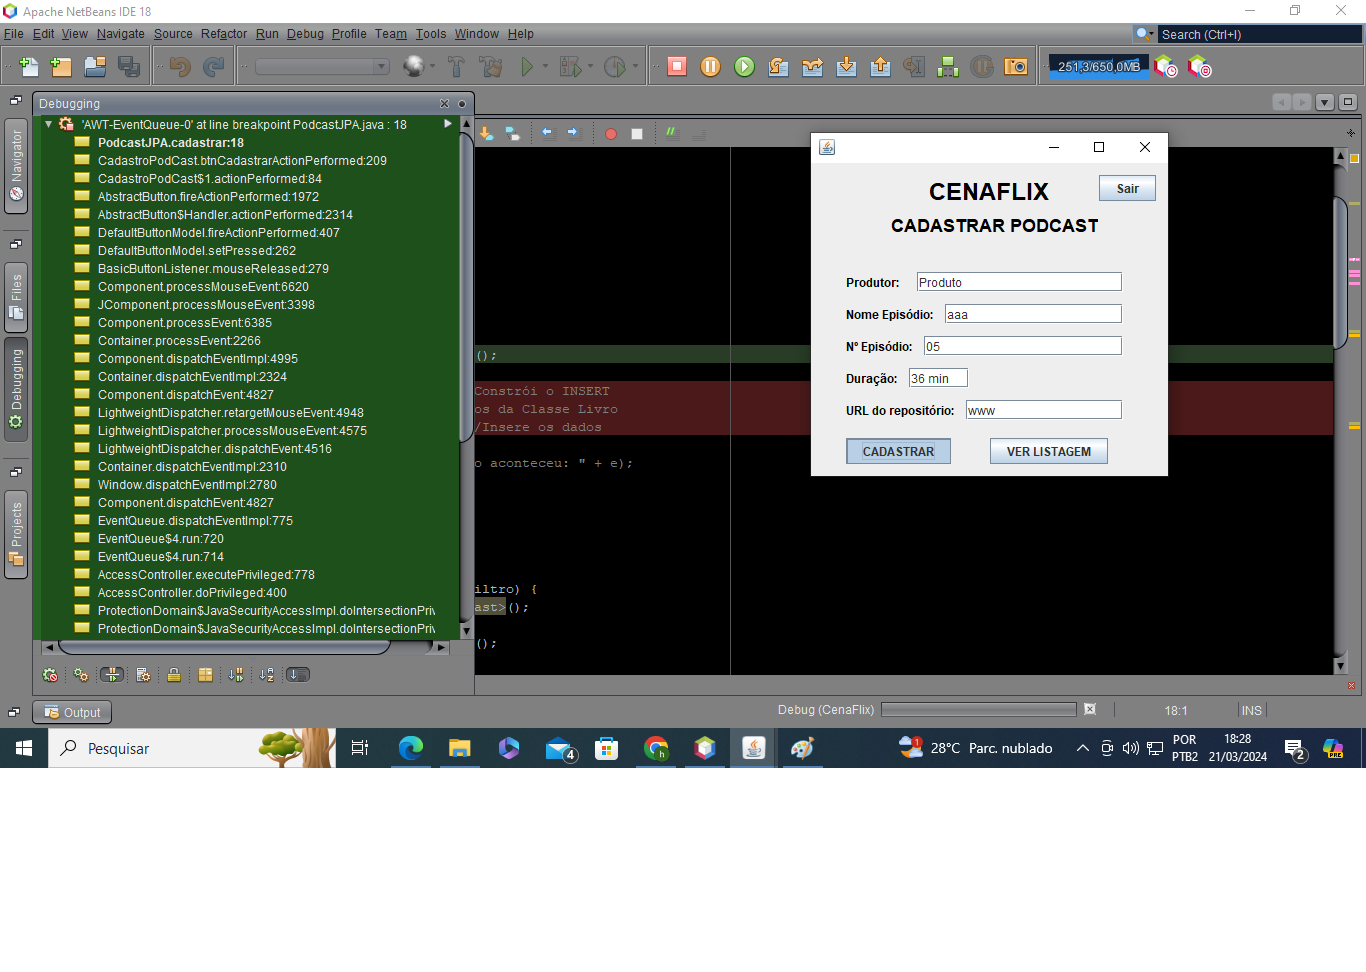 Apache NetBeans IDE 18
File Edit View Navigate Source Refactor Run Debug Profile Team Tools Window Help
Search (Ctrl+I)
251,3/650,0MB
Debugging
'AWT-EventQueue-0' at line breakpoint PodcastJPA.java : 18
PodcastJPA.cadastrar:18
CadastroPodCast.btnCadastrarActionPerformed:209
CadastroPodCast$1.actionPerformed:84
AbstractButton.fireActionPerformed:1972
AbstractButton$Handler.actionPerformed:2314
DefaultButtonModel.fireActionPerformed:407
DefaultButtonModel.setPressed:262
BasicButtonListener.mouseReleased:279
Component.processMouseEvent:6620
JComponent.processMouseEvent:3398
Component.processEvent:6385
Container.processEvent:2266
Component.dispatchEventImpl:4995
Container.dispatchEventImpl:2324
Component.dispatchEvent:4827
LightweightDispatcher.retargetMouseEvent:4948
LightweightDispatcher.processMouseEvent:4575
LightweightDispatcher.dispatchEvent:4516
Container.dispatchEventImpl:2310
Window.dispatchEventImpl:2780
Component.dispatchEvent:4827
EventQueue.dispatchEventImpl:775
EventQueue$4.run:720
EventQueue$4.run:714
AccessController.executePrivileged:778
AccessController.doPrivileged:400
ProtectionDomain$JavaSecurityAccessImpl.doIntersectionPriv
ProtectionDomain$JavaSecurityAccessImpl.doIntersectionPriv
Navigator
Files
Debugging
Projects
();
Constrói o INSERT
os da Classe Livro
/Insere os dados
o aconteceu: " + e);
iltro) {
ast>();
();
Sair
CENAFLIX
CADASTRAR PODCAST
Produtor: Produto
Nome Episódio: aaa
Nº Episódio: 05
Duração: 36 min
URL do repositório: www
CADASTRAR VER LISTAGEM
Output
Debug (CenaFlix)
18:1
INS
Pesquisar
4
1
28°C Parc. nublado
POR
PTB2
18:28
21/03/2024
2
PRE